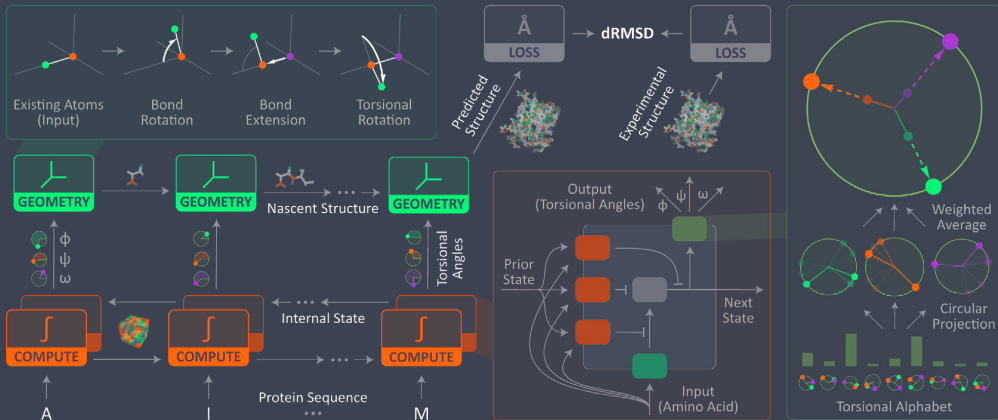 Existing Atoms
(Input)
Bond
Rotation
Bond
Extension
Torsional
Rotation
Å
LOSS
dRMSD
Å
LOSS
Predicted
Structure
Experimental
Structure
GEOMETRY
GEOMETRY
Nascent Structure
GEOMETRY
ϕ
ψ
ω
Torsional
Angles
∫
COMPUTE
∫
COMPUTE
Internal State
∫
COMPUTE
A
I
Protein Sequence
M
Output
(Torsional Angles)
ϕ
ψ
ω
Prior
State
Next
State
Input
(Amino Acid)
Weighted
Average
Circular
Projection
Torsional Alphabet